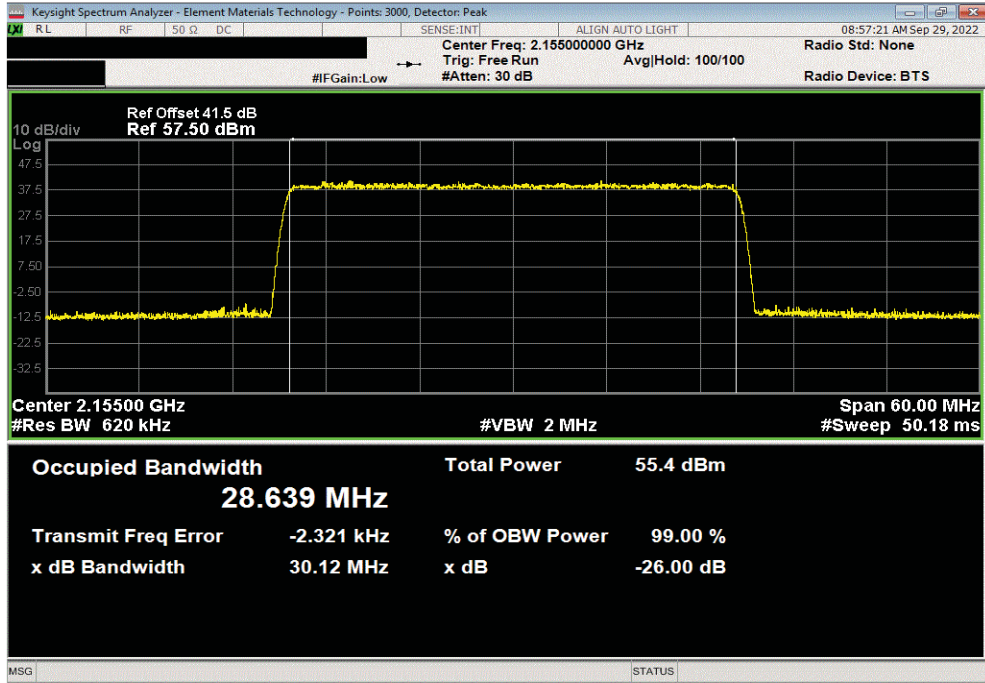 Keysight Spectrum Analyzer - Element Materials Technology - Points: 3000, Detector: Peak
LXI RL RF 50 Ω DC SENSE:INT ALIGN AUTO LIGHT 08:57:21 AM Sep 29, 2022
Center Freq: 2.155000000 GHz Radio Std: None
Trig: Free Run Avg|Hold: 100/100
#IFGain:Low #Atten: 30 dB Radio Device: BTS
Ref Offset 41.5 dB
10 dB/div Ref 57.50 dBm
Log
47.5
37.5
27.5
17.5
7.50
-2.50
-12.5
-22.5
-32.5
Center 2.15500 GHz Span 60.00 MHz
#Res BW 620 kHz #VBW 2 MHz #Sweep 50.18 ms
Occupied Bandwidth Total Power 55.4 dBm
28.639 MHz
Transmit Freq Error -2.321 kHz % of OBW Power 99.00 %
x dB Bandwidth 30.12 MHz x dB -26.00 dB
MSG STATUS